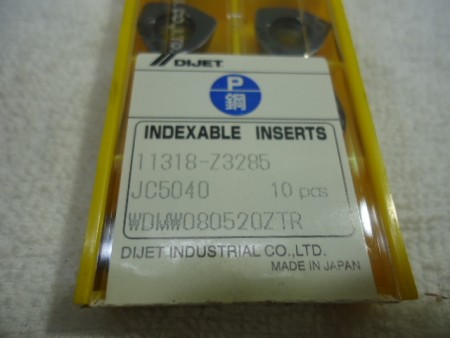 DIJET
P
鋼
INDEXABLE INSERTS
11318-Z3285
JC5040 10 pcs
WDMW080520ZTR
DIJET INDUSTRIAL CO.,LTD.
MADE IN JAPAN